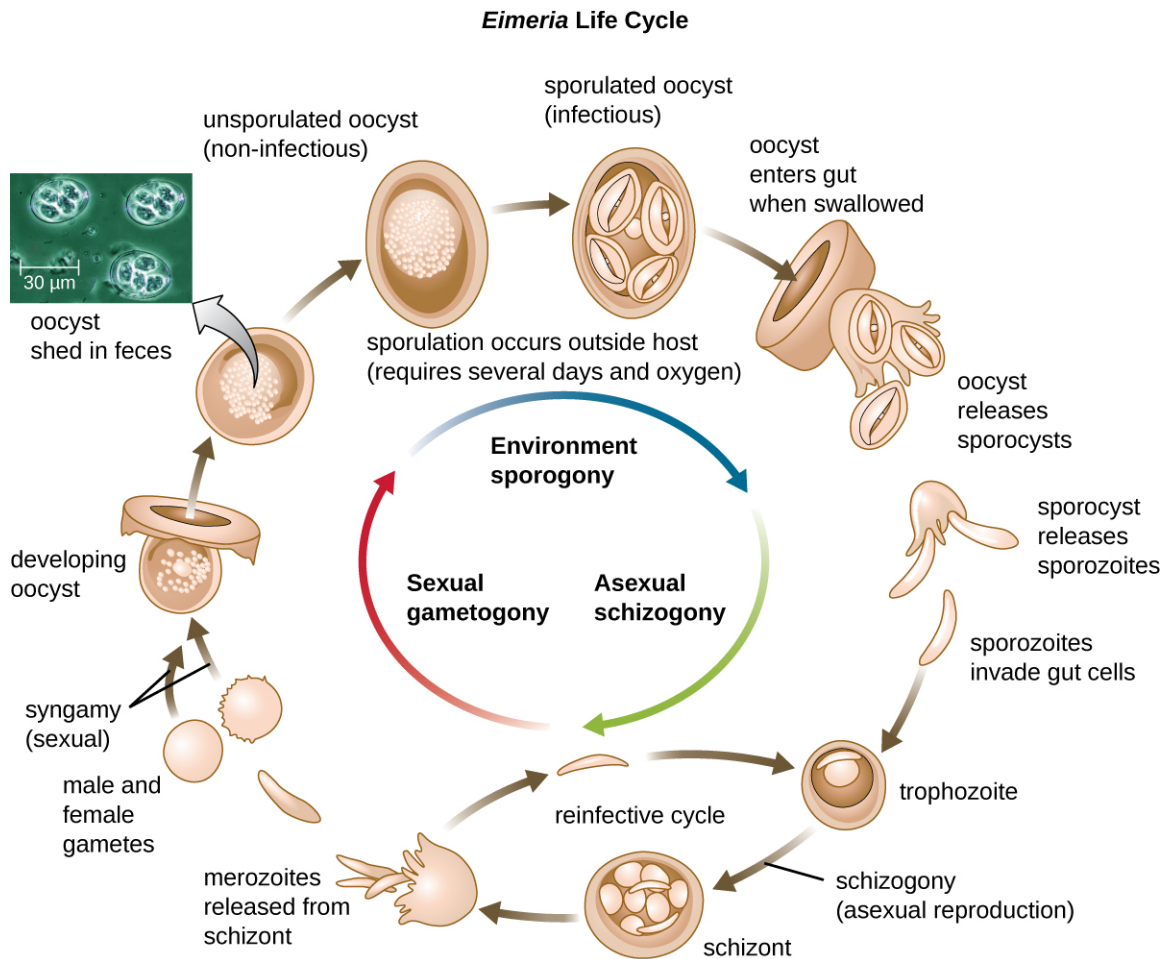 Eimeria Life Cycle
unsporulated oocyst
(non-infectious)
sporulated oocyst
(infectious)
oocyst
enters gut
when swallowed
30 µm
oocyst
shed in feces
sporulation occurs outside host
(requires several days and oxygen)
oocyst
releases
sporocysts
Environment
sporogony
sporocyst
releases
sporozoites
developing
oocyst
Sexual
gametogony
Asexual
schizogony
sporozoites
invade gut cells
syngamy
(sexual)
male and
female
gametes
reinfective cycle
trophozoite
merozoites
released from
schizont
schizogony
(asexual reproduction)
schizont